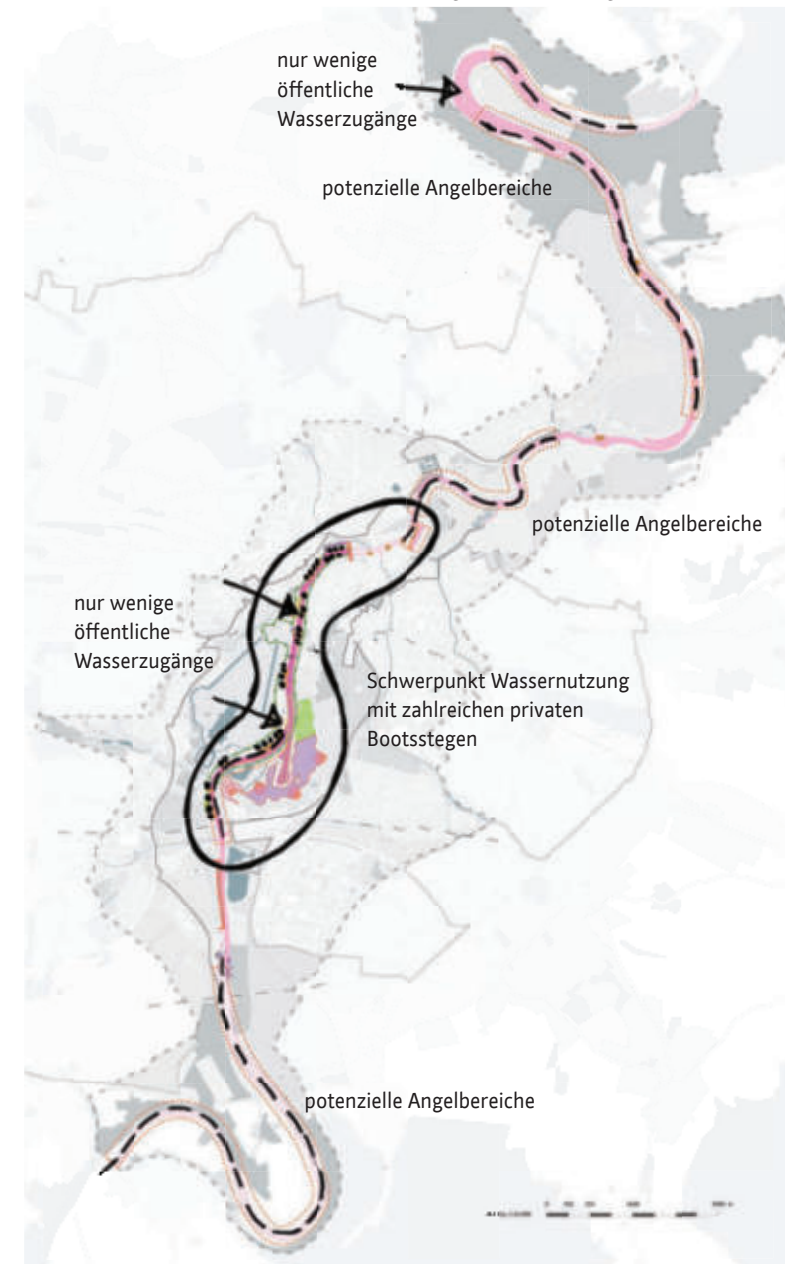 nur wenige
öffentliche
Wasserzugänge
potenzielle Angelbereiche
potenzielle Angelbereiche
nur wenige
öffentliche
Wasserzugänge
Schwerpunkt Wassernutzung
mit zahlreichen privaten
Bootsstegen
potenzielle Angelbereiche